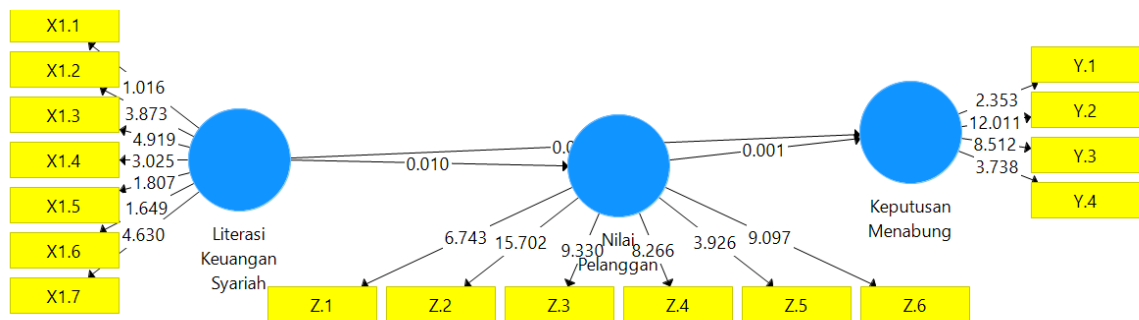 X1.1
X1.2
X1.3
X1.4
X1.5
X1.6
X1.7
1.016
3.873
4.919
3.025
1.807
1.649
4.630
Literasi
Keuangan
Syariah
0.010
0.001
Nilai
Pelanggan
6.743
15.702
9.330
8.266
3.926
9.097
Z.1
Z.2
Z.3
Z.4
Z.5
Z.6
Keputusan
Menabung
2.353
12.011
8.512
3.738
Y.1
Y.2
Y.3
Y.4